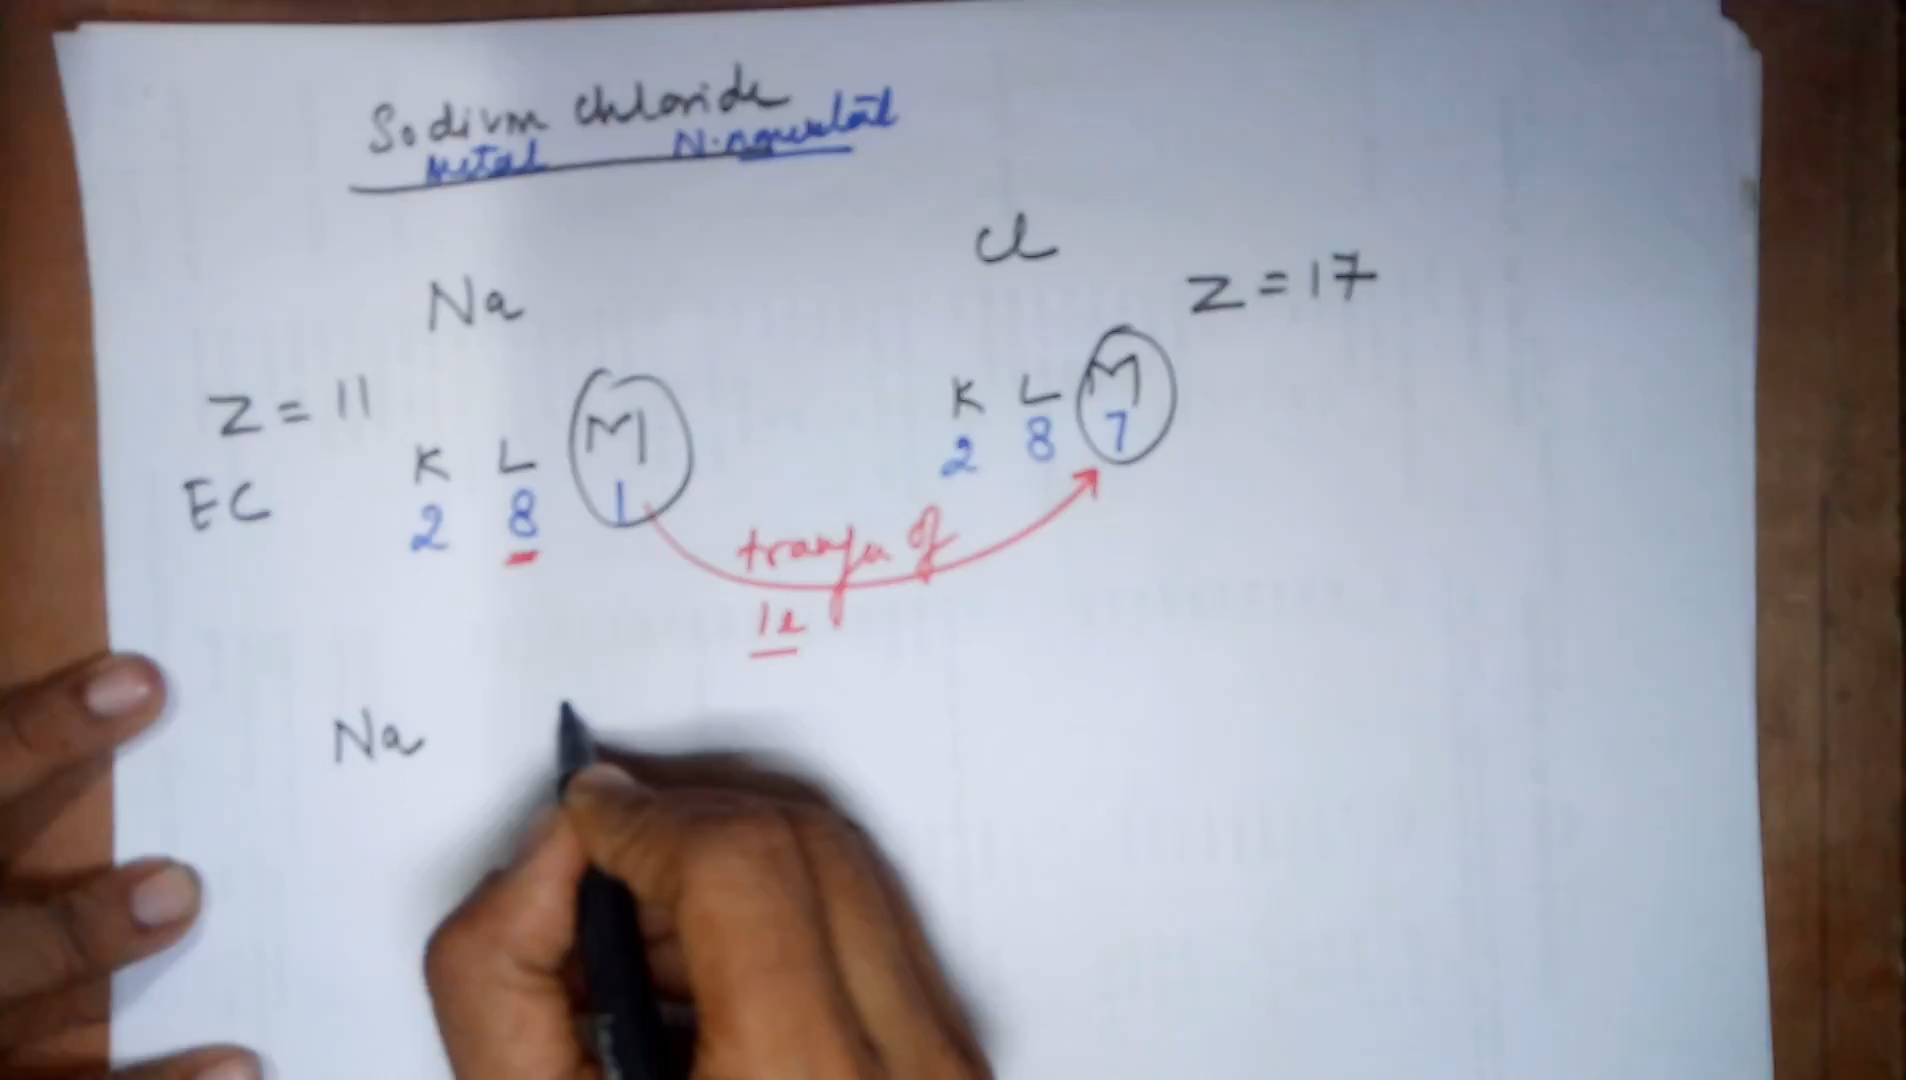 Sodium chloride
Metal N.metal
Na
Cl
Z = 11
Z = 17
K L M
K L M
EC 2 8 1
2 8 7
transfer of
1e
Na